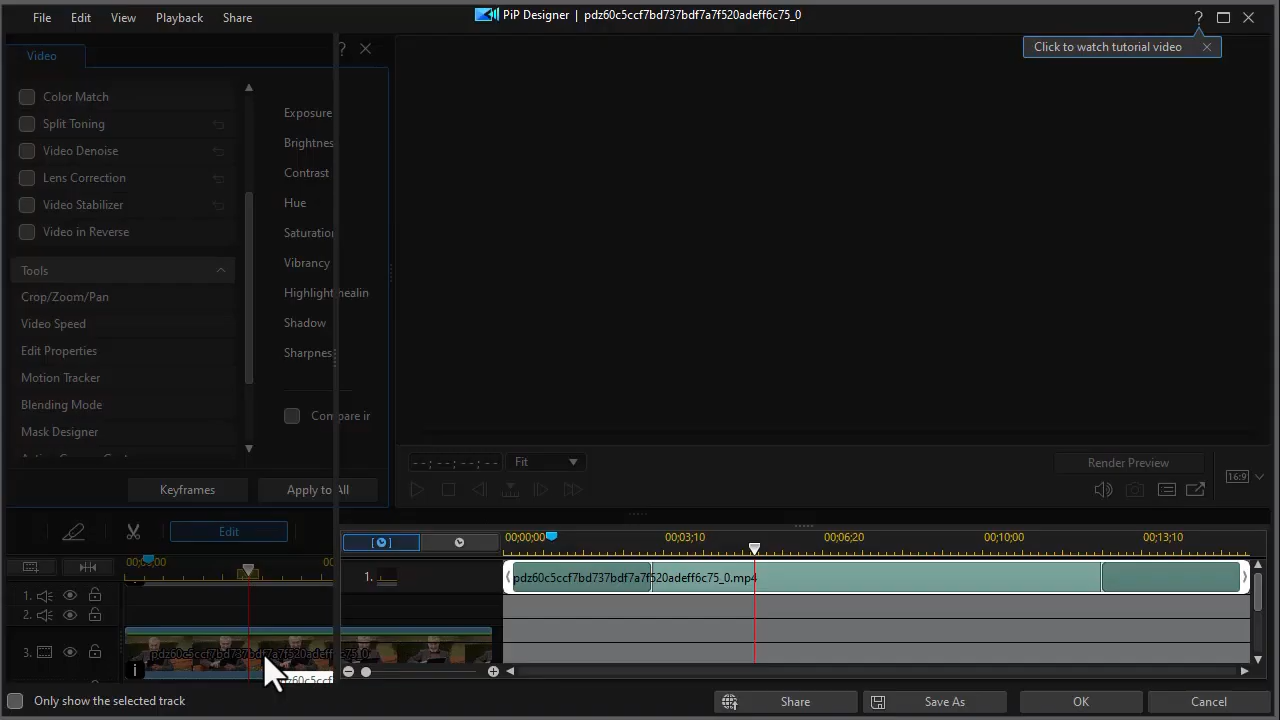 File Edit View Playback Share
PiP Designer | pdz60c5ccf7bd737bdf7a7f520adeff6c75_0
?
Click to watch tutorial video
Video
?
Color Match
Split Toning
Video Denoise
Lens Correction
Video Stabilizer
Video in Reverse
Tools
Crop/Zoom/Pan
Video Speed
Edit Properties
Motion Tracker
Blending Mode
Mask Designer
Exposure
Brightnes
Contrast
Hue
Saturation
Vibrancy
Highlight healin
Shadow
Sharpnes
Compare ir
Keyframes
Apply to All
--;--;--;--
Fit
Render Preview
16:9
Edit
00;00;00 00;03;10 00;06;20 00;10;00 00;13;10
1.
pdz60c5ccf7bd737bdf7a7f520adeff6c75_0.mp4
1.
2.
3.
pdz60c5ccf7bd737bdf7a7f520adeff6c75_0
i
Only show the selected track
Share
Save As
OK
Cancel